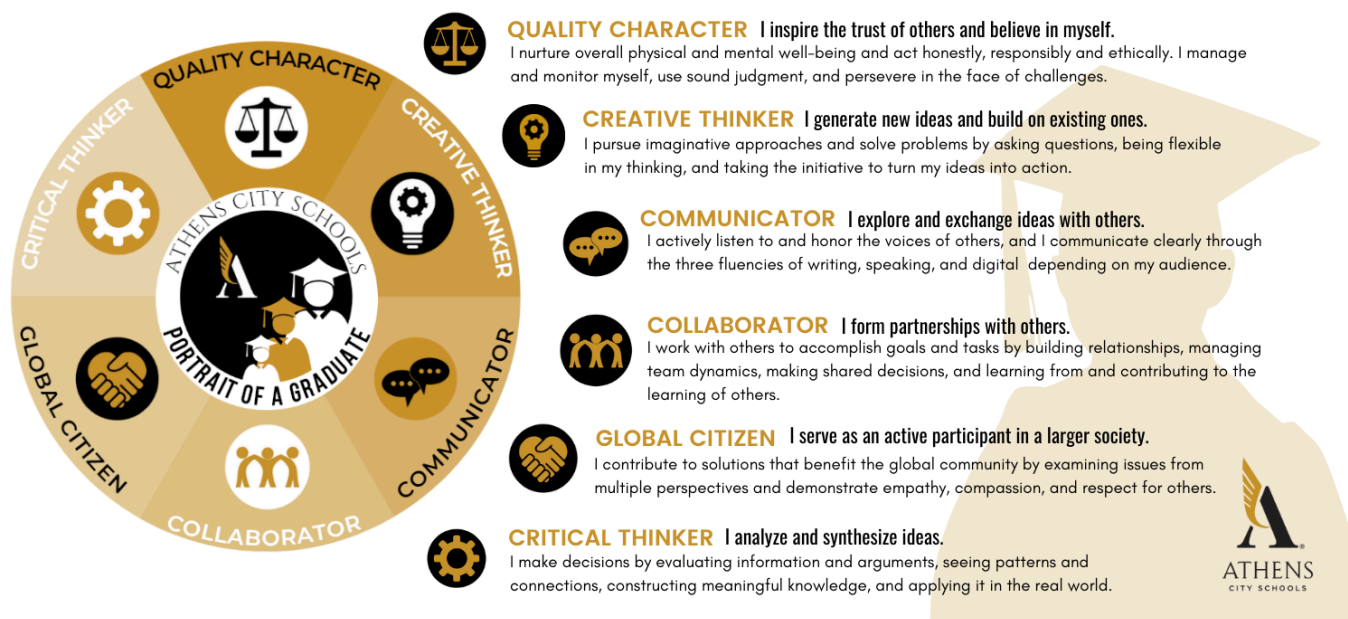 QUALITY CHARACTER
CREATIVE THINKER
COMMUNICATOR
COLLABORATOR
GLOBAL CITIZEN
CRITICAL THINKER
ATHENS CITY SCHOOLS
A
PORTRAIT OF A GRADUATE
QUALITY CHARACTER I inspire the trust of others and believe in myself.
I nurture overall physical and mental well-being and act honestly, responsibly and ethically. I manage
and monitor myself, use sound judgment, and persevere in the face of challenges.
CREATIVE THINKER I generate new ideas and build on existing ones.
I pursue imaginative approaches and solve problems by asking questions, being flexible
in my thinking, and taking the initiative to turn my ideas into action.
COMMUNICATOR I explore and exchange ideas with others.
I actively listen to and honor the voices of others, and I communicate clearly through
the three fluencies of writing, speaking, and digital depending on my audience.
COLLABORATOR I form partnerships with others.
I work with others to accomplish goals and tasks by building relationships, managing
team dynamics, making shared decisions, and learning from and contributing to the
learning of others.
GLOBAL CITIZEN I serve as an active participant in a larger society.
I contribute to solutions that benefit the global community by examining issues from
multiple perspectives and demonstrate empathy, compassion, and respect for others.
CRITICAL THINKER I analyze and synthesize ideas.
I make decisions by evaluating information and arguments, seeing patterns and
connections, constructing meaningful knowledge, and applying it in the real world.
A®
ATHENS
CITY SCHOOLS